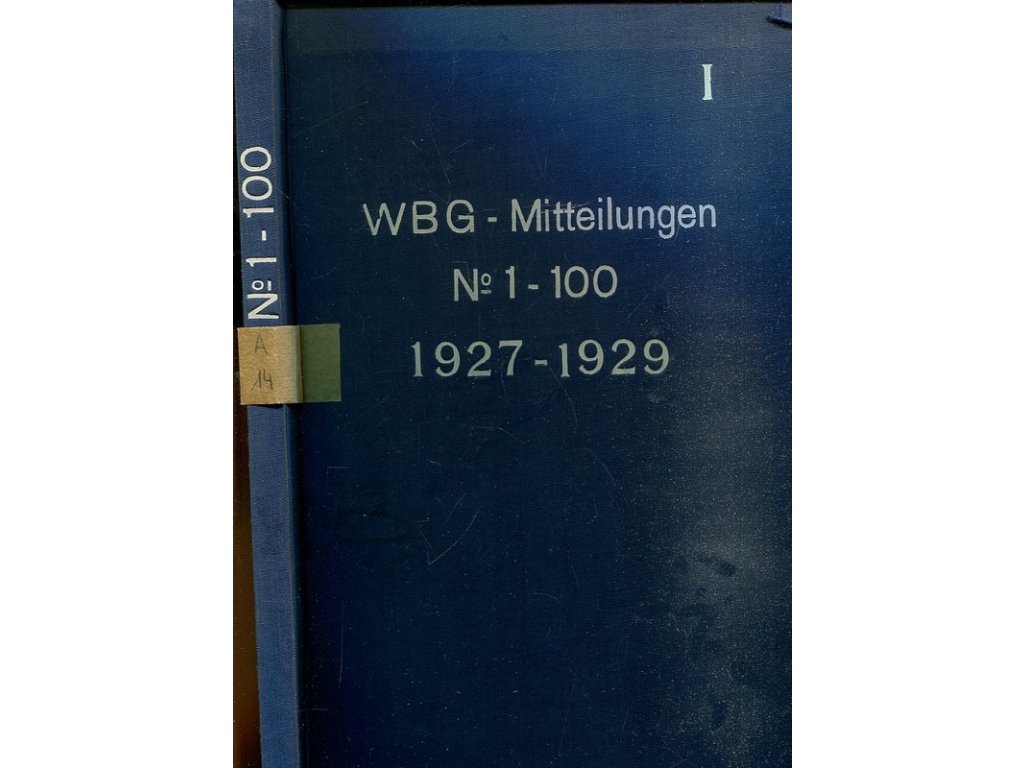 I
WBG - Mitteilungen
№ 1 - 100
1927 - 1929
№ 1 - 100
A
14